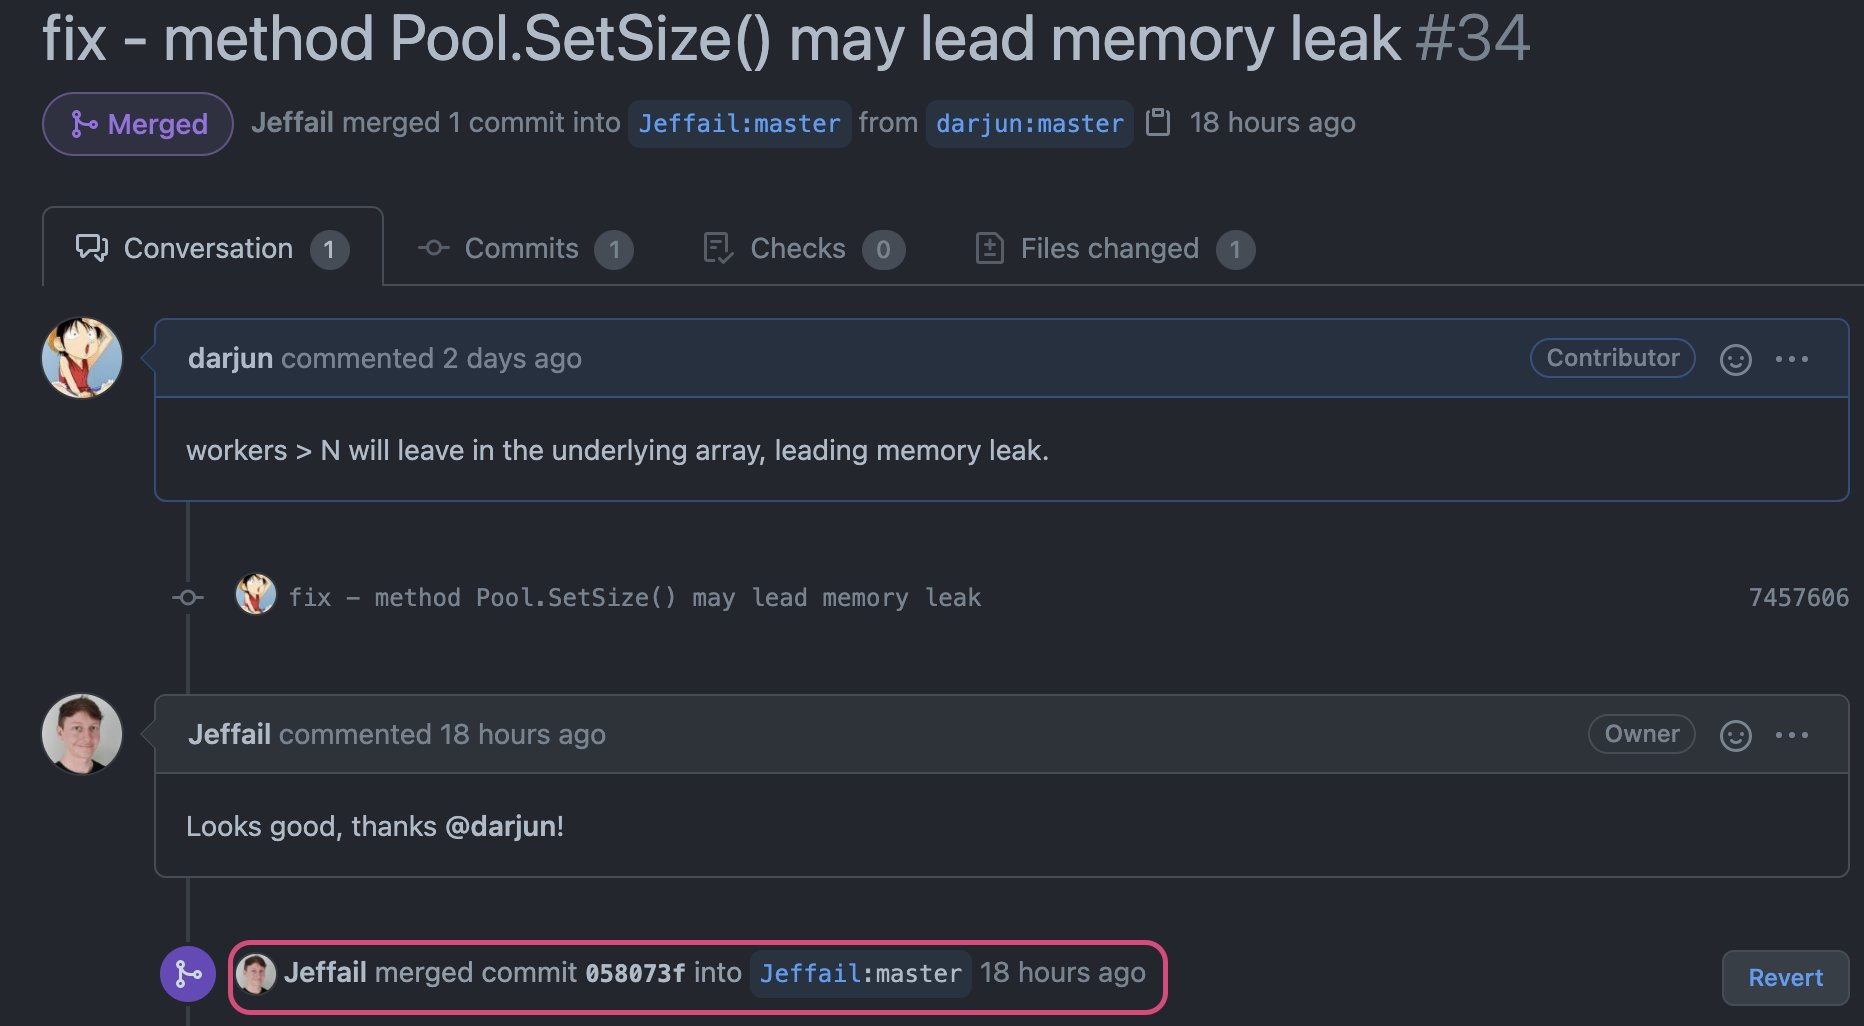 fix - method Pool.SetSize() may lead memory leak #34
Merged Jeffail merged 1 commit into Jeffail:master from darjun:master 18 hours ago
Conversation 1 Commits 1 Checks 0 Files changed 1
darjun commented 2 days ago Contributor
workers > N will leave in the underlying array, leading memory leak.
fix - method Pool.SetSize() may lead memory leak 7457606
Jeffail commented 18 hours ago Owner
Looks good, thanks @darjun!
Jeffail merged commit 058073f into Jeffail:master 18 hours ago Revert